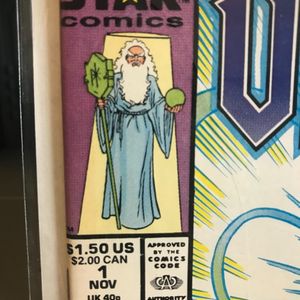 STAR
comics
$1.50 US
$2.00 CAN
1
NOV
UK 40p
APPROVED
BY THE
COMICS
CODE
AUTHORITY